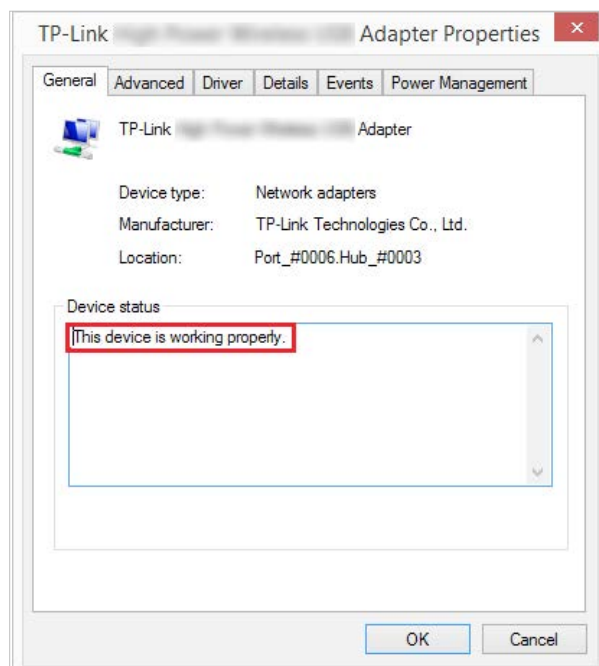 TP-Link Adapter Properties
General Advanced Driver Details Events Power Management
TP-Link Adapter
Device type: Network adapters
Manufacturer: TP-Link Technologies Co., Ltd.
Location: Port_#0006.Hub_#0003
Device status
This device is working properly.
OK Cancel